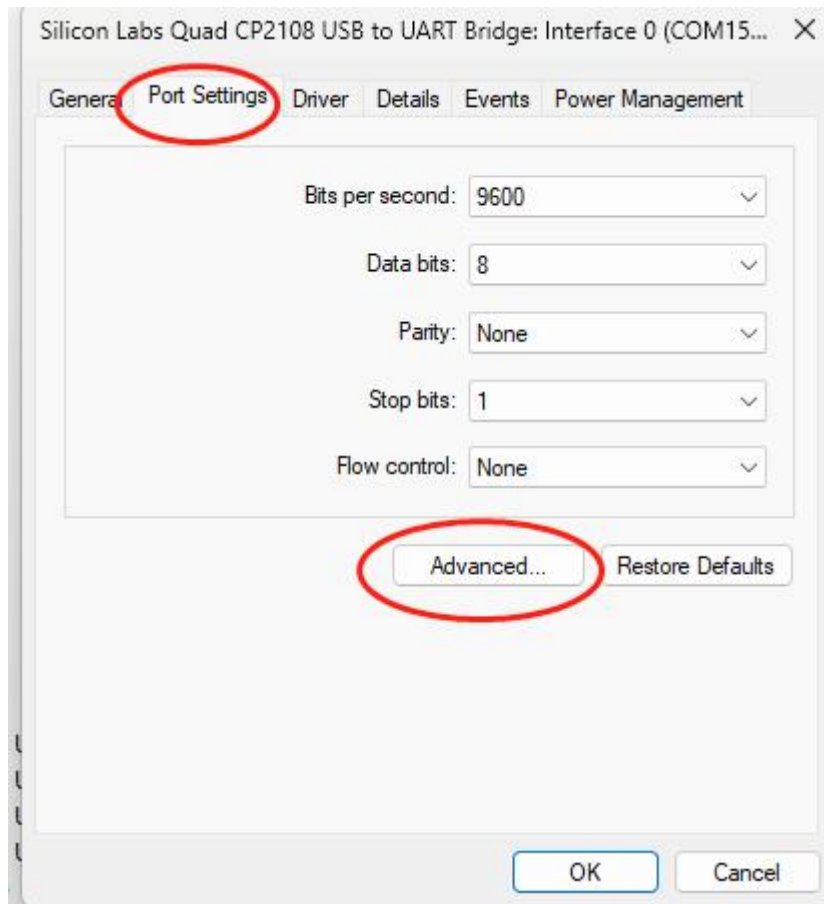 Silicon Labs Quad CP2108 USB to UART Bridge: Interface 0 (COM15...
General Port Settings Driver Details Events Power Management
Bits per second: 9600
Data bits: 8
Parity: None
Stop bits: 1
Flow control: None
Advanced... Restore Defaults
OK Cancel